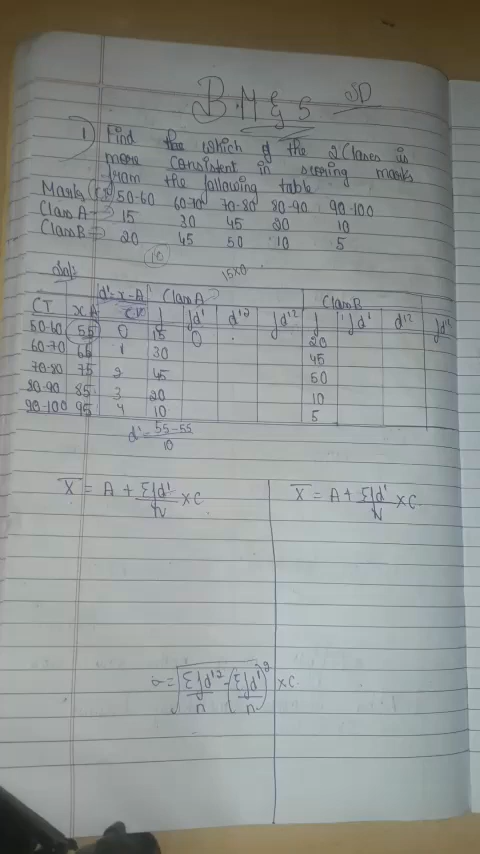 B.M & S SD
1) Find the which of the 2 Classes is
more consistent in scoring marks
from the following table
Marks 50-60 60-70 70-80 80-90 90-100
Class A → 15 30 45 20 10
Class B → 20 45 50 10 5
10 15x0
Sol:
d'=x-A Class A Class B
CI x A f fd' d'2 fd'2 f fd' d'2 fd'2
50-60 55 0 15 0 20
60-70 65 1 30 45
70-80 75 2 45 50
80-90 85 3 20 10
90-100 95 4 10 5
d' = 55-55 / 10
X̄ = A + Σfd'/N × C X̄ = A + Σfd'/N × C
σ = √(Σfd'2/n - (Σfd'/n)2) × C